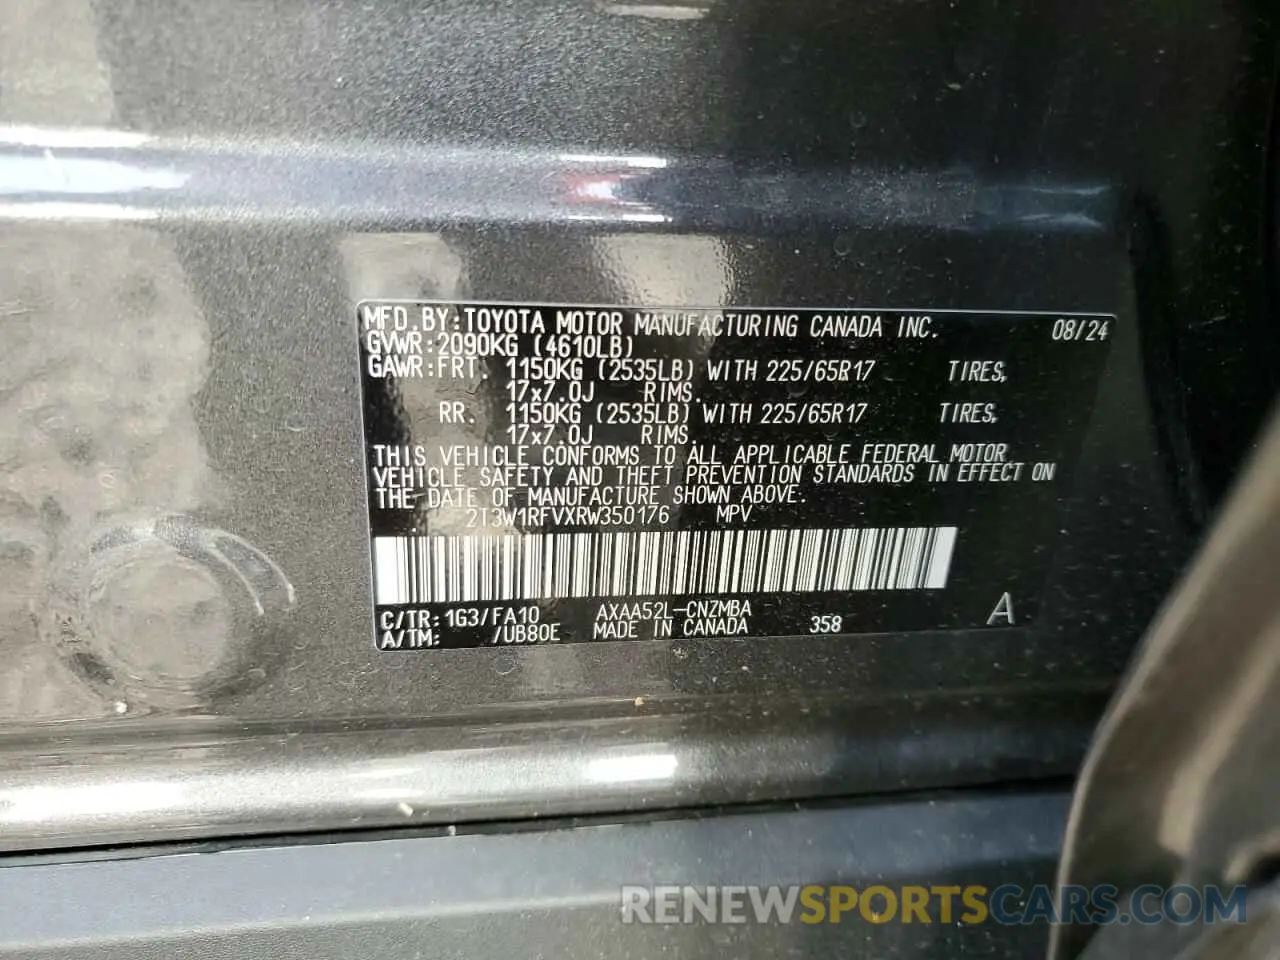 MFD. BY: TOYOTA MOTOR MANUFACTURING CANADA INC. 08/24
GVWR: 2090KG (4610LB)
GAWR: FRT. 1150KG (2535LB) WITH 225/65R17 TIRES,
17x7.0J RIMS.
RR. 1150KG (2535LB) WITH 225/65R17 TIRES,
17x7.0J RIMS.
THIS VEHICLE CONFORMS TO ALL APPLICABLE FEDERAL MOTOR
VEHICLE SAFETY AND THEFT PREVENTION STANDARDS IN EFFECT ON
THE DATE OF MANUFACTURE SHOWN ABOVE.
2T3W1RFVXRW350176 MPV
C/TR: 1G3/FA10 AXAA52L-CNZMBA A
A/TM: /UB80E MADE IN CANADA 358
RENEWSPORTSCARS.COM